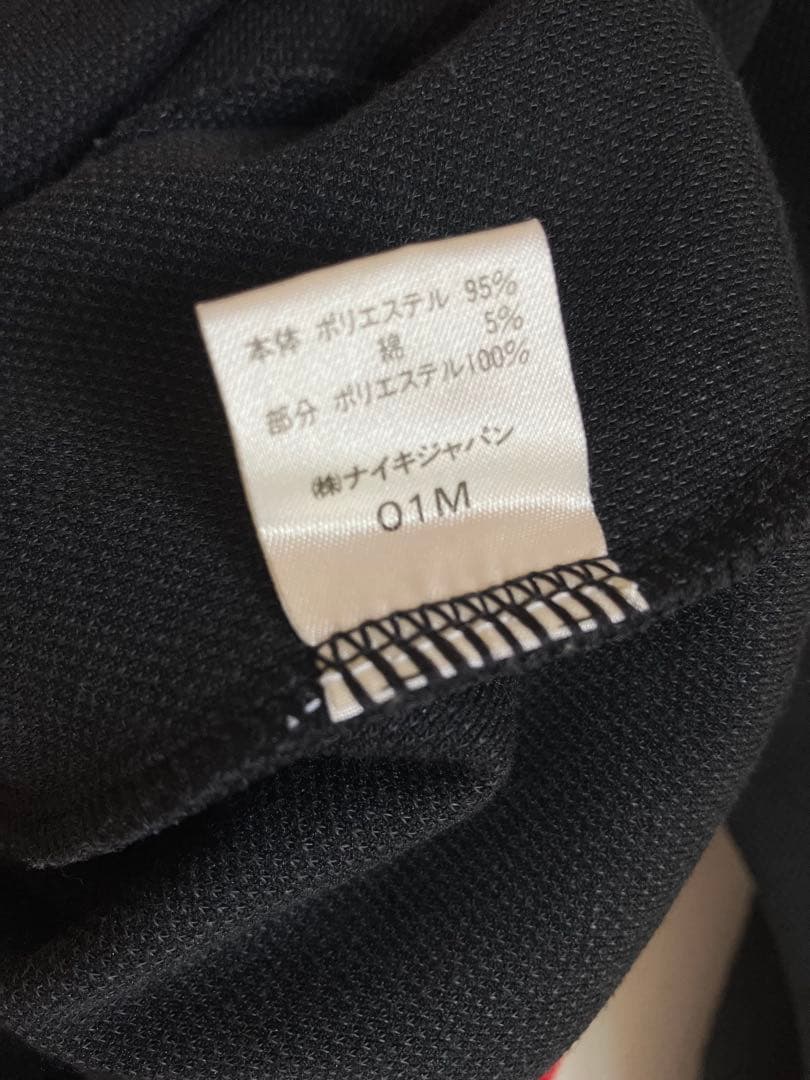 本体 ポリエステル 95%
綿 5%
部分 ポリエステル100%
㈱ナイキジャパン
01M